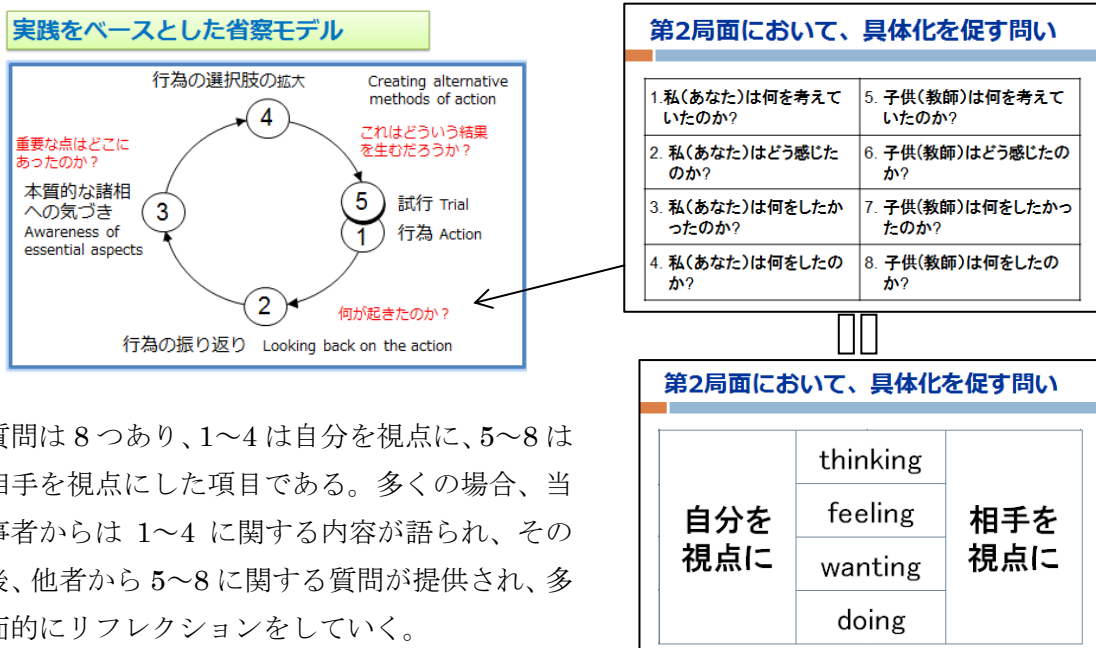 実践をベースとした省察モデル
行為の選択肢の拡大
Creating alternative
methods of action
4
重要な点はどこに
あったのか？
これはどういう結果
を生むだろうか？
本質的な諸相
への気づき
Awareness of
essential aspects
3
5
試行 Trial
1
行為 Action
2
何が起きたのか？
行為の振り返り Looking back on the action
第2局面において、具体化を促す問い
1.私(あなた)は何を考えて
いたのか?
5. 子供(教師)は何を考えて
いたのか?
2. 私(あなた)はどう感じた
のか?
6. 子供(教師)はどう感じたの
か?
3. 私(あなた)は何をしたか
ったのか?
7. 子供(教師)は何をしたかっ
たのか?
4. 私(あなた)は何をしたの
か?
8. 子供(教師)は何をしたの
か?
第2局面において、具体化を促す問い
自分を
視点に
thinking
feeling
wanting
doing
相手を
視点に
質問は 8 つあり、1～4 は自分を視点に、5～8 は
相手を視点にした項目である。多くの場合、当
事者からは 1～4 に関する内容が語られ、その
後、他者から 5～8 に関する質問が提供され、多
面的にリフレクションをしていく。